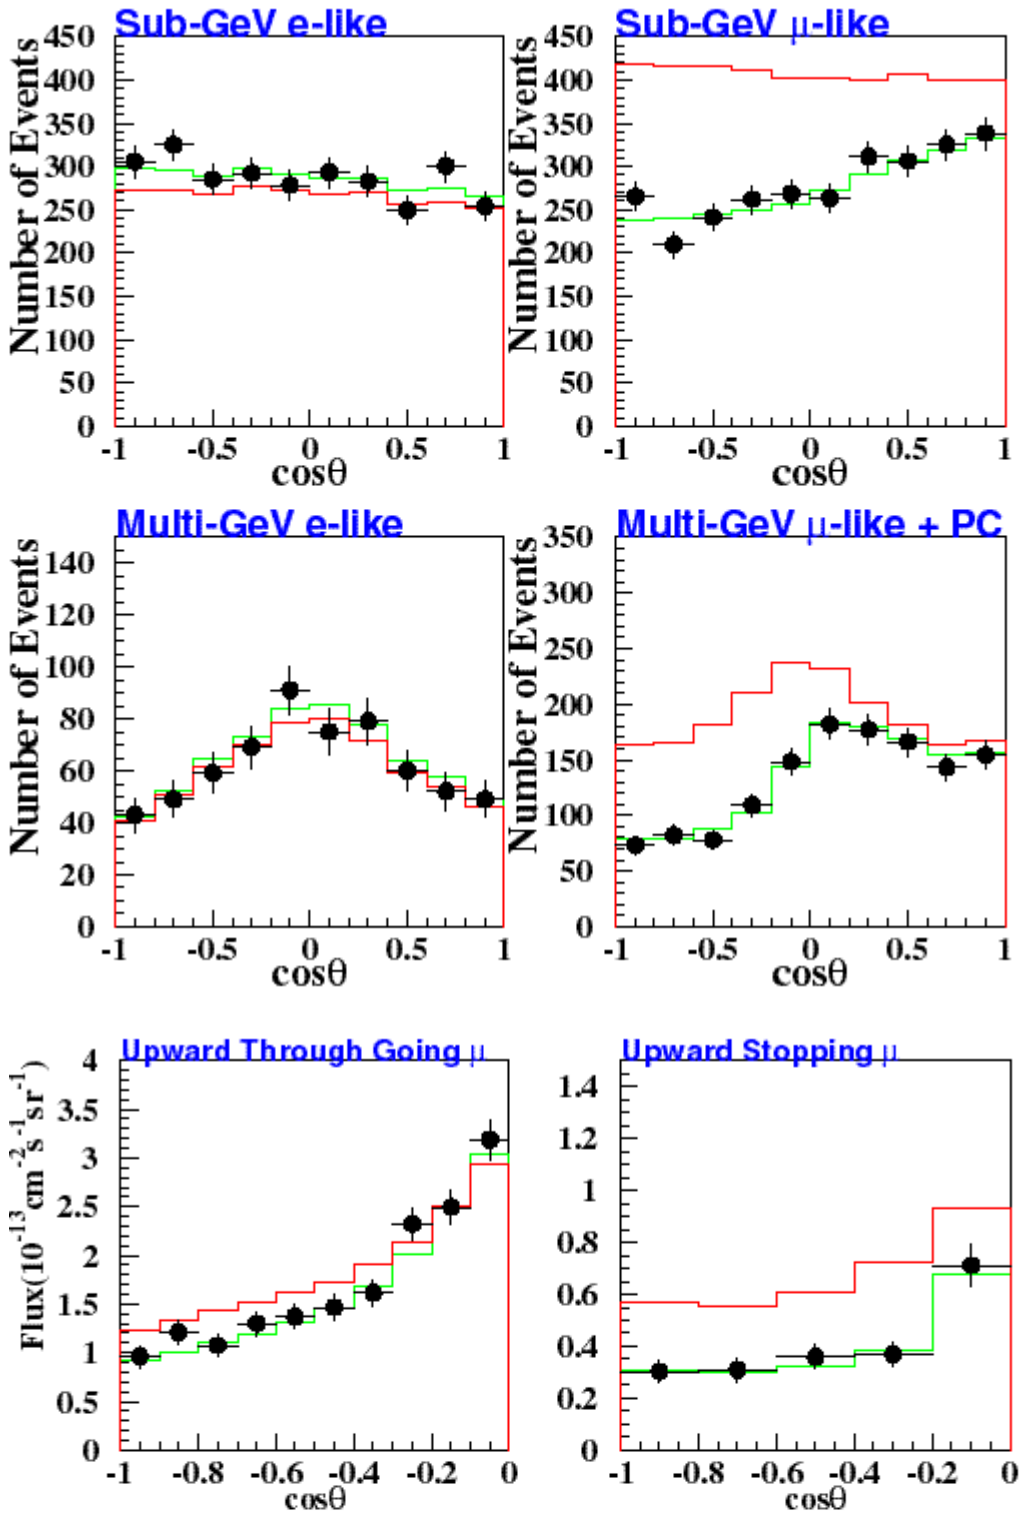 Sub-GeV e-like
Number of Events
450
400
350
300
250
200
150
100
50
0
-1 -0.5 0 0.5 1
cosθ
Sub-GeV μ-like
Number of Events
450
400
350
300
250
200
150
100
50
0
-1 -0.5 0 0.5 1
cosθ
Multi-GeV e-like
Number of Events
140
120
100
80
60
40
20
0
-1 -0.5 0 0.5 1
cosθ
Multi-GeV μ-like + PC
Number of Events
350
300
250
200
150
100
50
0
-1 -0.5 0 0.5 1
cosθ
Upward Through Going μ
Flux(10⁻¹³cm⁻²s⁻¹sr⁻¹)
4
3.5
3
2.5
2
1.5
1
0.5
0
-1 -0.8 -0.6 -0.4 -0.2 0
cosθ
Upward Stopping μ
1.4
1.2
1
0.8
0.6
0.4
0.2
0
-1 -0.8 -0.6 -0.4 -0.2 0
cosθ